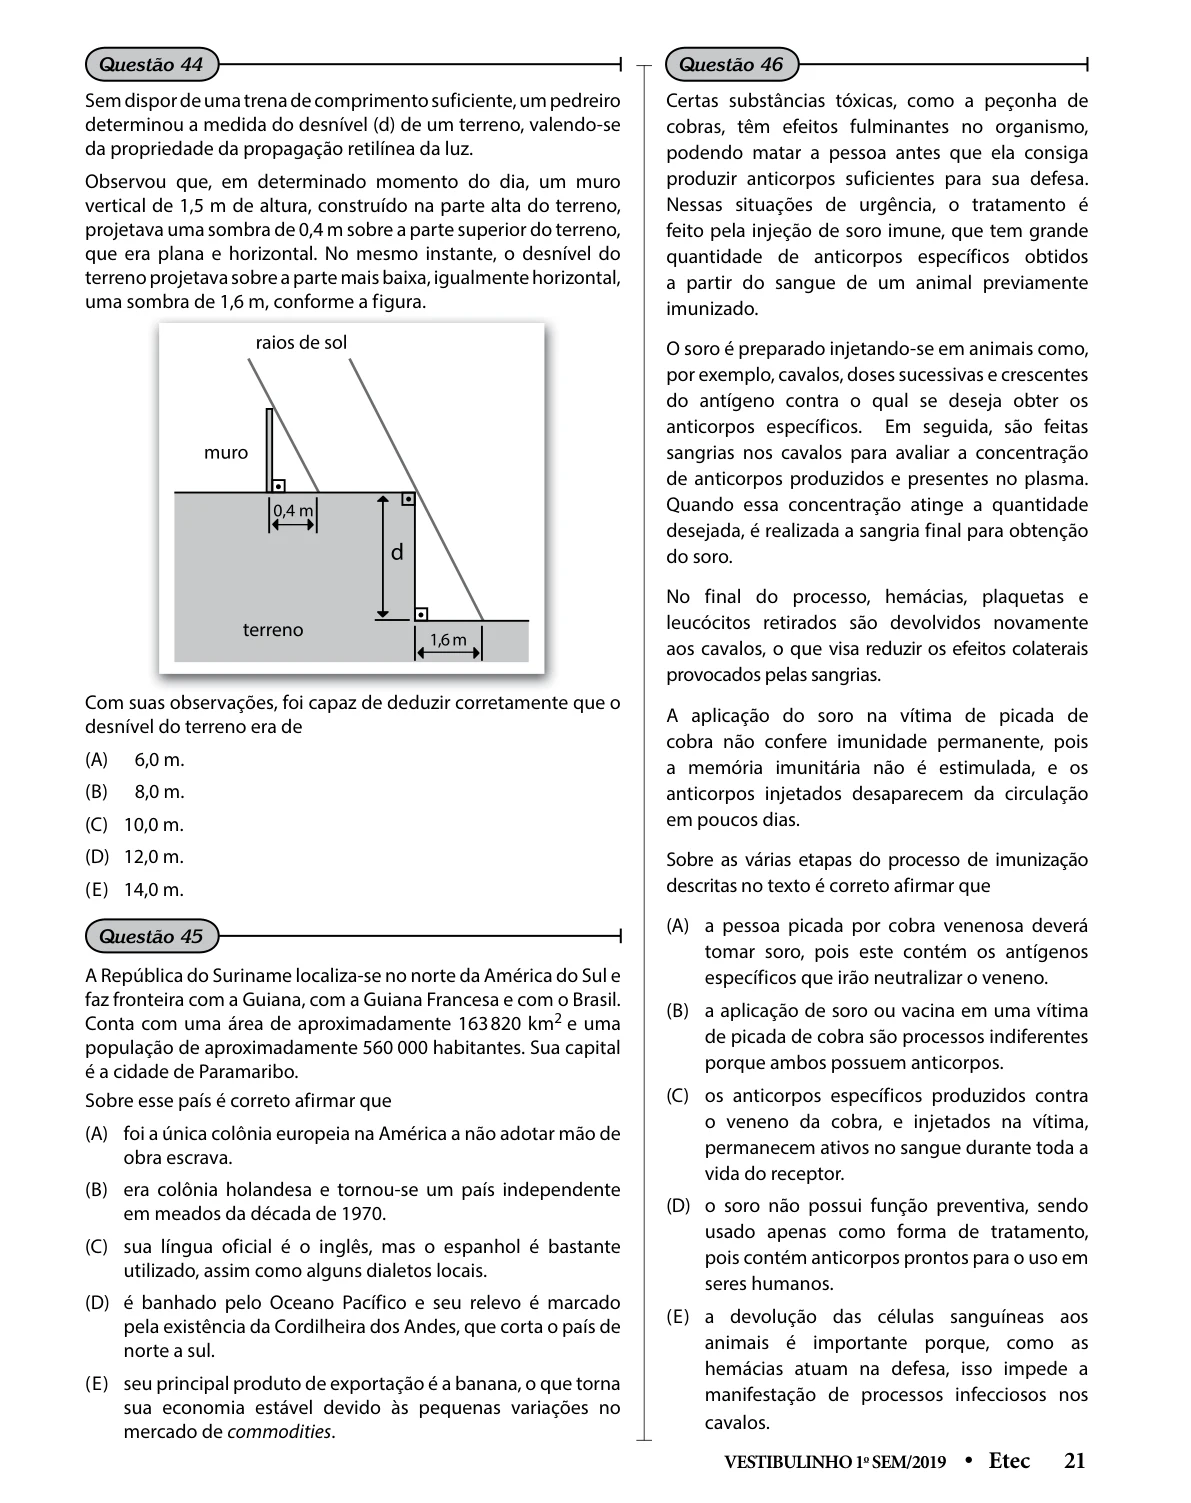 Questão 44
Sem dispor de uma trena de comprimento suficiente, um pedreiro
determinou a medida do desnível (d) de um terreno, valendo-se
da propriedade da propagação retilínea da luz.
Observou que, em determinado momento do dia, um muro
vertical de 1,5 m de altura, construído na parte alta do terreno,
projetava uma sombra de 0,4 m sobre a parte superior do terreno,
que era plana e horizontal. No mesmo instante, o desnível do
terreno projetava sobre a parte mais baixa, igualmente horizontal,
uma sombra de 1,6 m, conforme a figura.
raios de sol
muro
0,4 m
d
terreno
1,6 m
Com suas observações, foi capaz de deduzir corretamente que o
desnível do terreno era de
(A) 6,0 m.
(B) 8,0 m.
(C) 10,0 m.
(D) 12,0 m.
(E) 14,0 m.
Questão 45
A República do Suriname localiza-se no norte da América do Sul e
faz fronteira com a Guiana, com a Guiana Francesa e com o Brasil.
Conta com uma área de aproximadamente 163 820 km² e uma
população de aproximadamente 560 000 habitantes. Sua capital
é a cidade de Paramaribo.
Sobre esse país é correto afirmar que
(A) foi a única colônia europeia na América a não adotar mão de
obra escrava.
(B) era colônia holandesa e tornou-se um país independente
em meados da década de 1970.
(C) sua língua oficial é o inglês, mas o espanhol é bastante
utilizado, assim como alguns dialetos locais.
(D) é banhado pelo Oceano Pacífico e seu relevo é marcado
pela existência da Cordilheira dos Andes, que corta o país de
norte a sul.
(E) seu principal produto de exportação é a banana, o que torna
sua economia estável devido às pequenas variações no
mercado de commodities.
Questão 46
Certas substâncias tóxicas, como a peçonha de
cobras, têm efeitos fulminantes no organismo,
podendo matar a pessoa antes que ela consiga
produzir anticorpos suficientes para sua defesa.
Nessas situações de urgência, o tratamento é
feito pela injeção de soro imune, que tem grande
quantidade de anticorpos específicos obtidos
a partir do sangue de um animal previamente
imunizado.
O soro é preparado injetando-se em animais como,
por exemplo, cavalos, doses sucessivas e crescentes
do antígeno contra o qual se deseja obter os
anticorpos específicos. Em seguida, são feitas
sangrias nos cavalos para avaliar a concentração
de anticorpos produzidos e presentes no plasma.
Quando essa concentração atinge a quantidade
desejada, é realizada a sangria final para obtenção
do soro.
No final do processo, hemácias, plaquetas e
leucócitos retirados são devolvidos novamente
aos cavalos, o que visa reduzir os efeitos colaterais
provocados pelas sangrias.
A aplicação do soro na vítima de picada de
cobra não confere imunidade permanente, pois
a memória imunitária não é estimulada, e os
anticorpos injetados desaparecem da circulação
em poucos dias.
Sobre as várias etapas do processo de imunização
descritas no texto é correto afirmar que
(A) a pessoa picada por cobra venenosa deverá
tomar soro, pois este contém os antígenos
específicos que irão neutralizar o veneno.
(B) a aplicação de soro ou vacina em uma vítima
de picada de cobra são processos indiferentes
porque ambos possuem anticorpos.
(C) os anticorpos específicos produzidos contra
o veneno da cobra, e injetados na vítima,
permanecem ativos no sangue durante toda a
vida do receptor.
(D) o soro não possui função preventiva, sendo
usado apenas como forma de tratamento,
pois contém anticorpos prontos para o uso em
seres humanos.
(E) a devolução das células sanguíneas aos
animais é importante porque, como as
hemácias atuam na defesa, isso impede a
manifestação de processos infecciosos nos
cavalos.
VESTIBULINHO 1º SEM/2019 • Etec 21